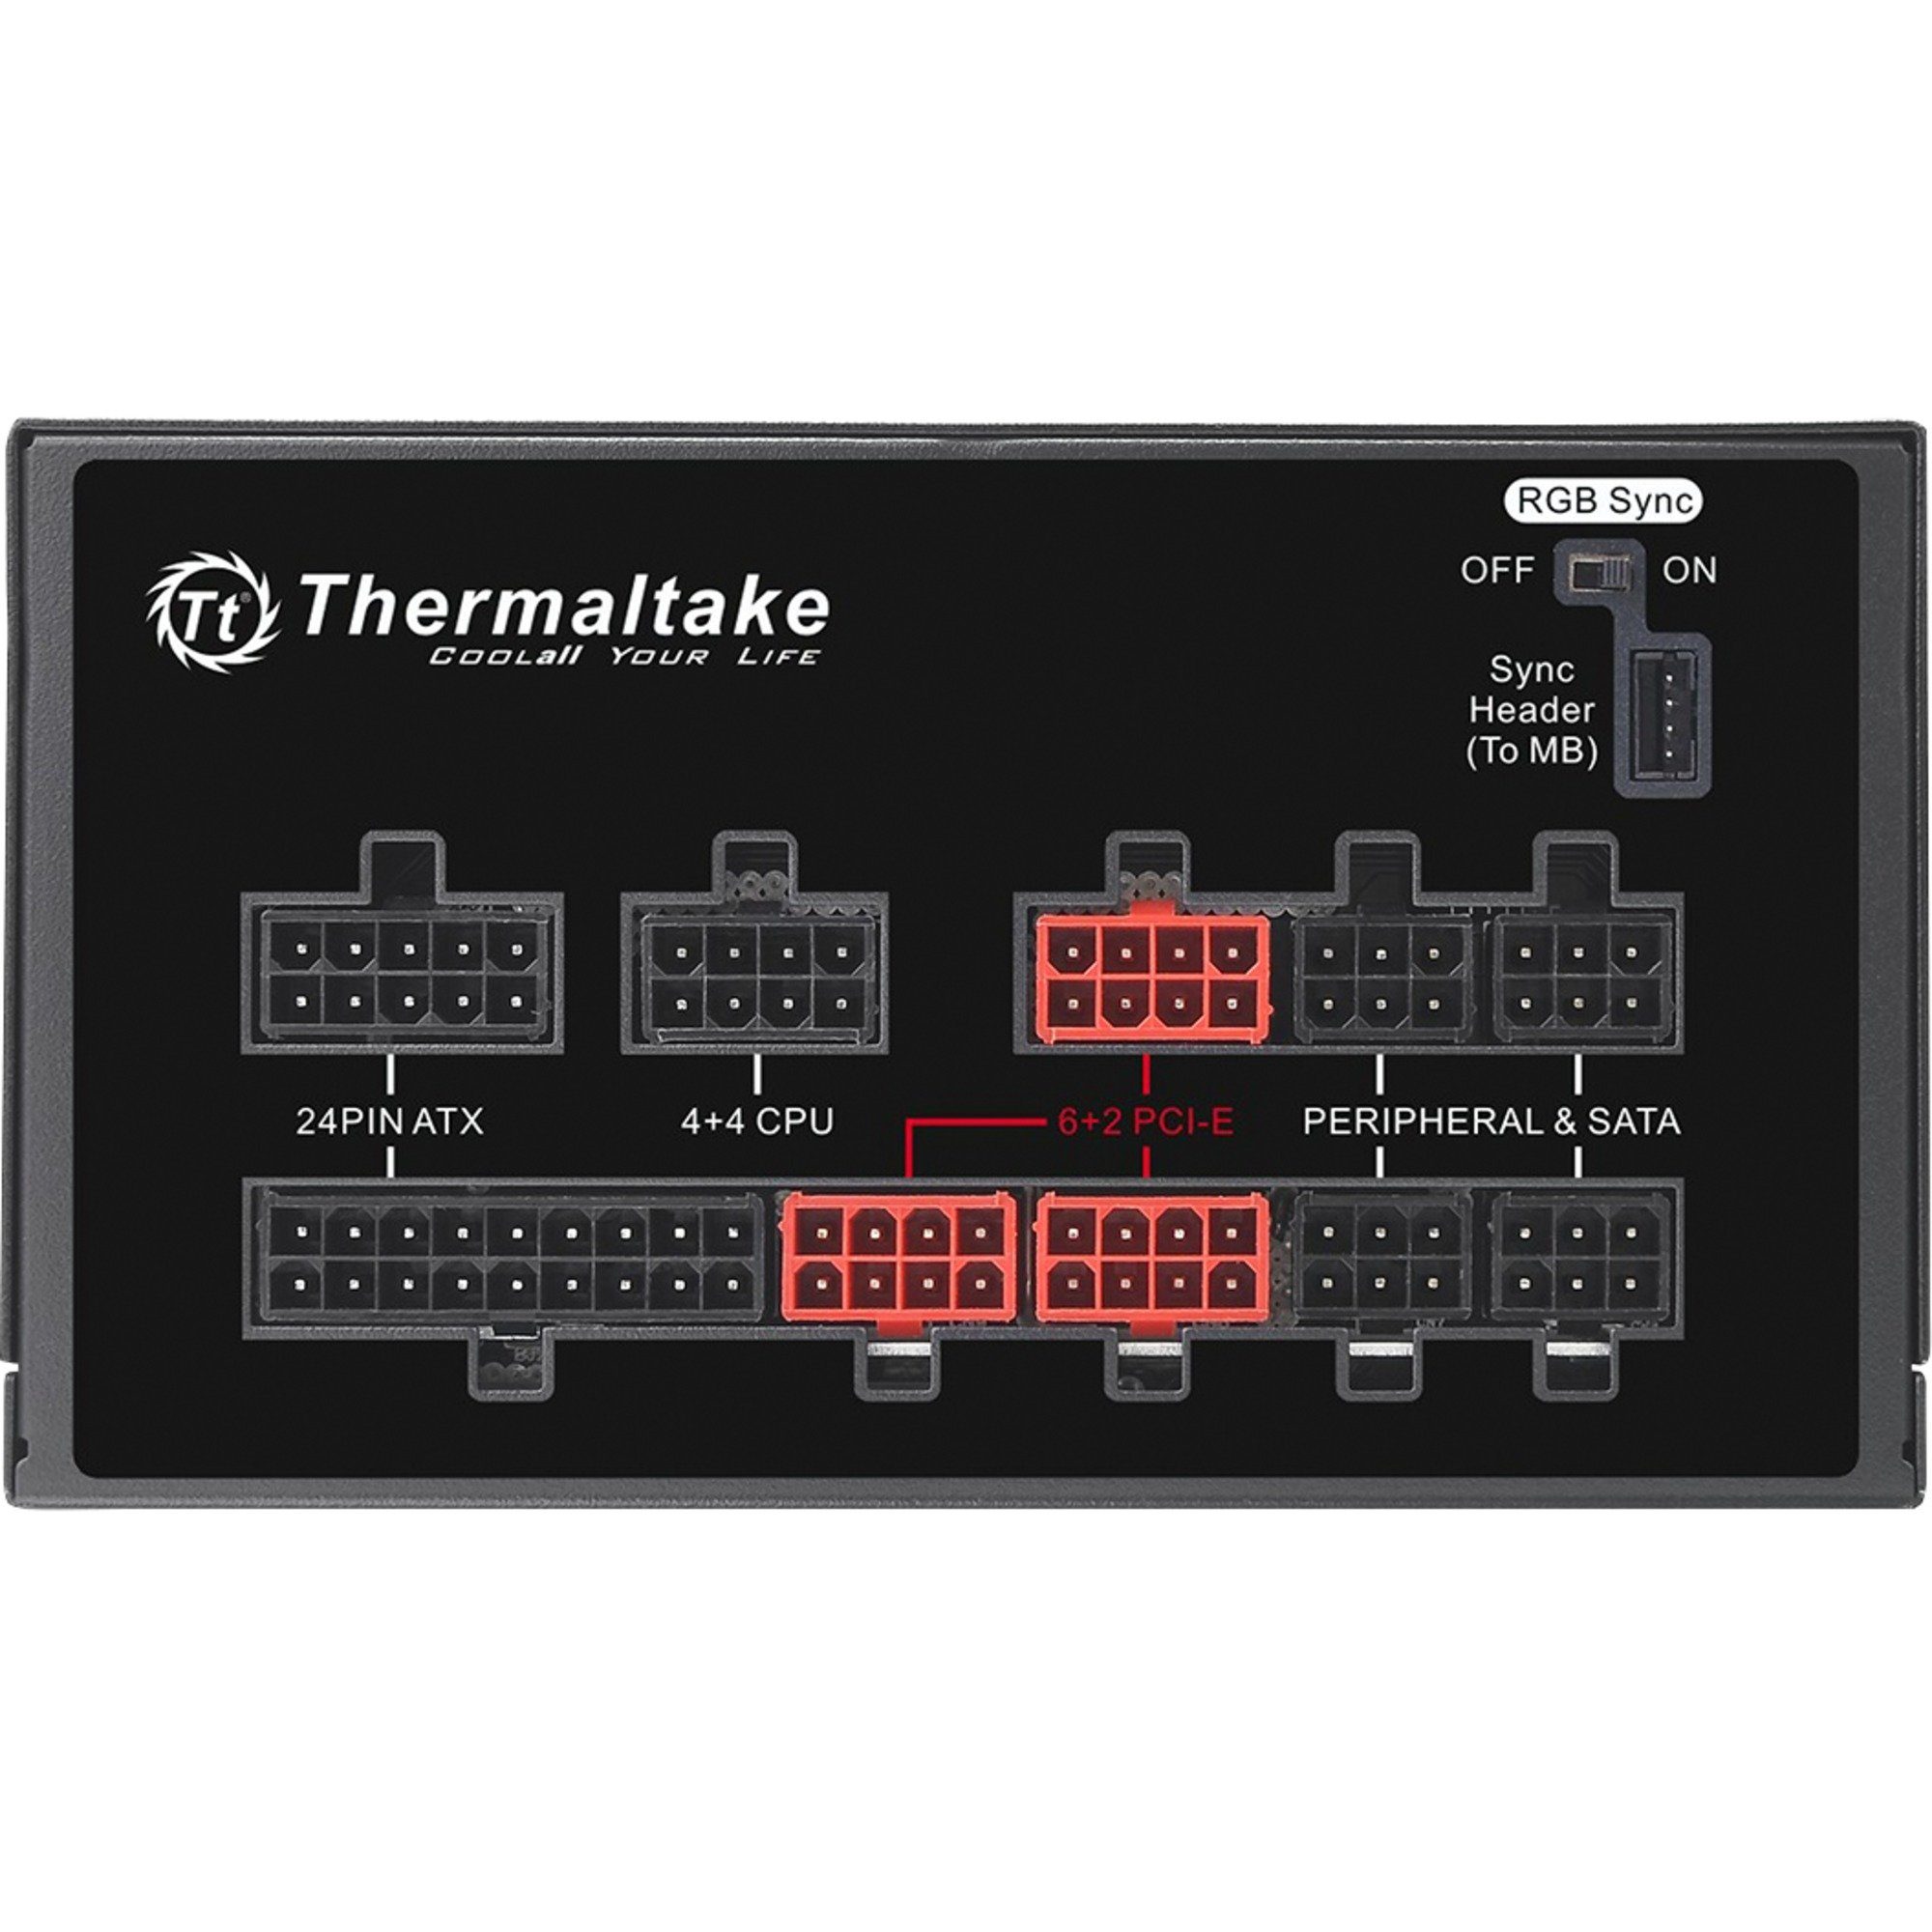 RGB Sync
OFF ON
Tt® Thermaltake
COOLall YOUR LIFE
Sync
Header
(To MB)
24PIN ATX
4+4 CPU
6+2 PCI-E
PERIPHERAL & SATA